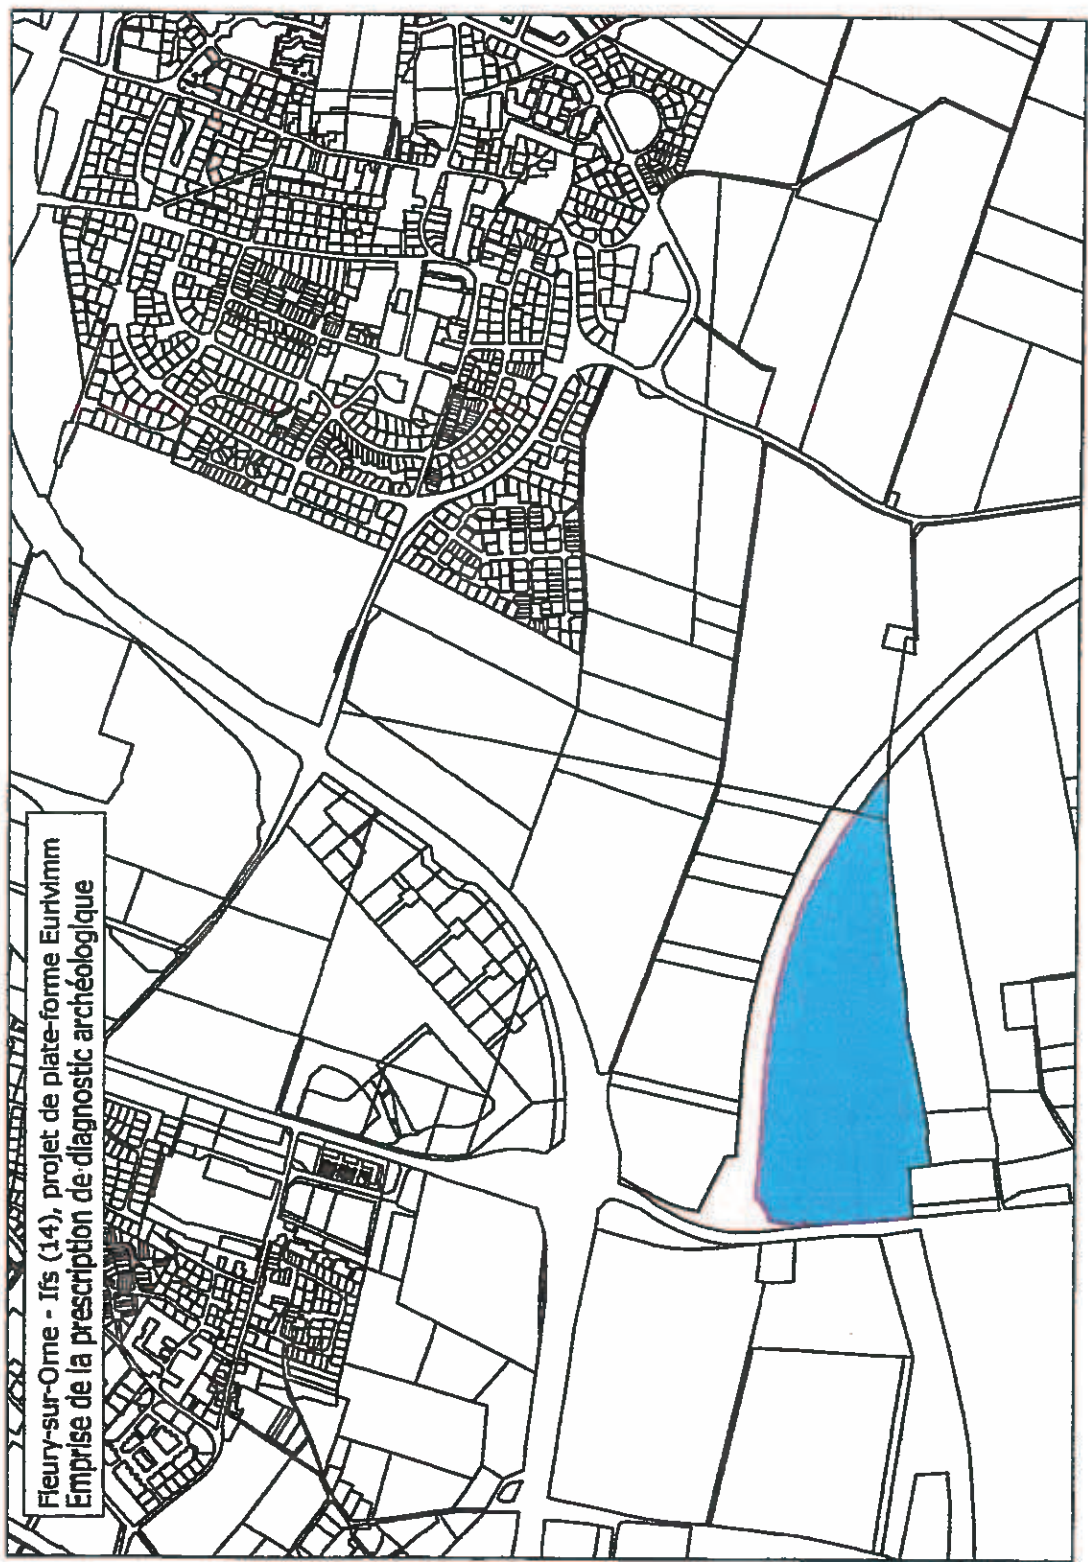 Fleury-sur-Orne - Ifs (14), projet de plate-forme Eurivimm
Emprise de la prescription de diagnostic archéologique